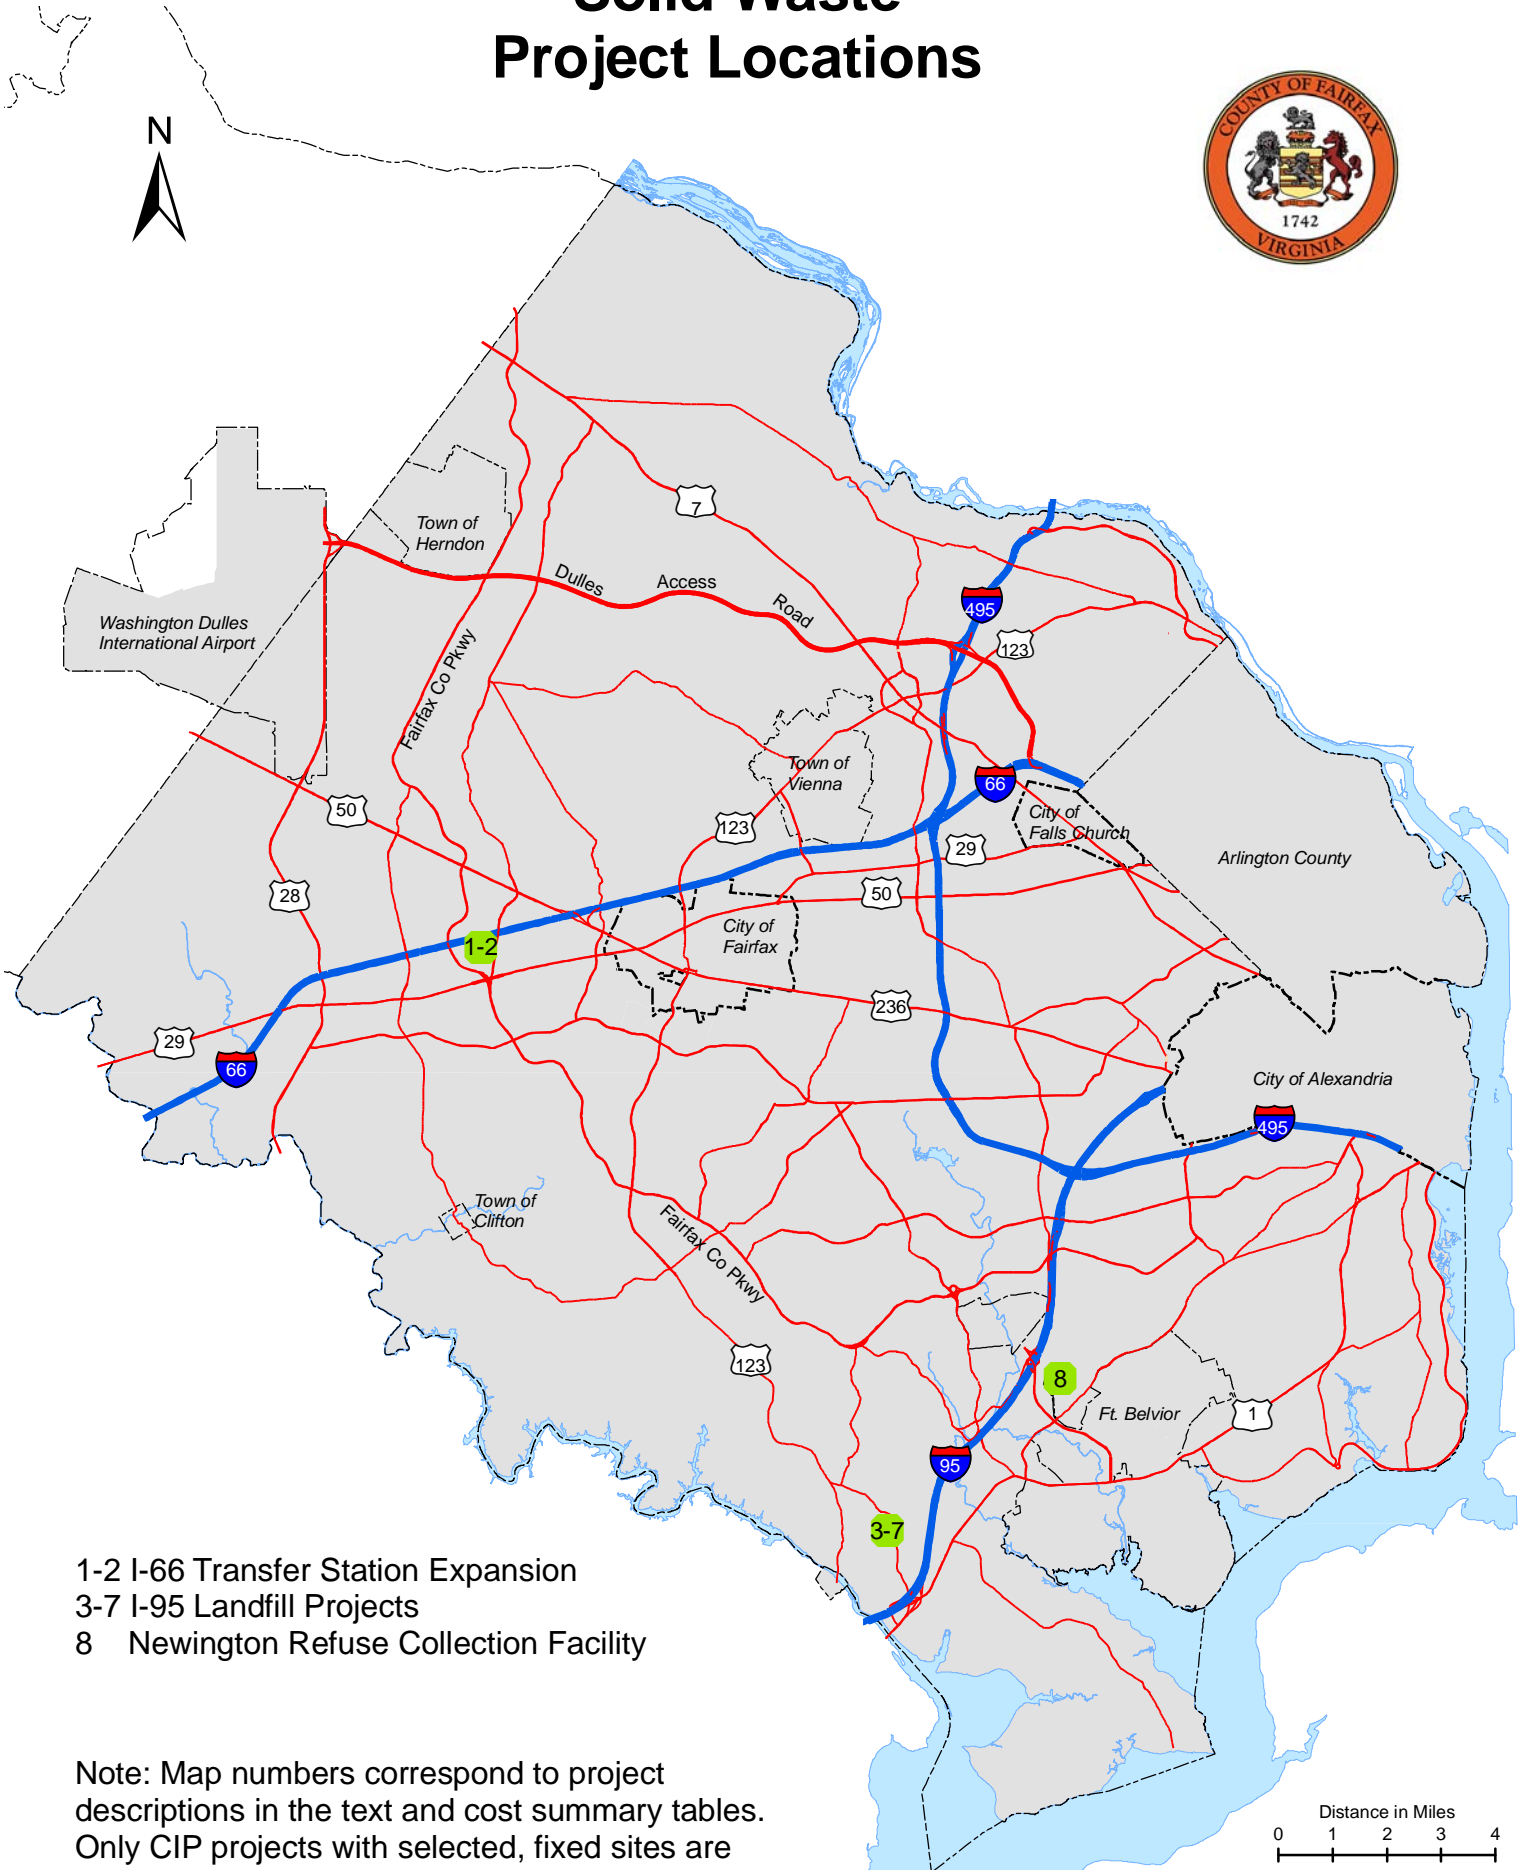 Solid Waste
Project Locations
COUNTY OF FAIRFAX
1742
VIRGINIA
N
7
Town of
Herndon
Dulles Access Road
495
123
Washington Dulles
International Airport
Fairfax Co Pkwy
Town of
Vienna
66
50
123
City of
Falls Church
29
Arlington County
28
50
City of
Fairfax
1-2
236
29
66
City of Alexandria
495
Town of
Clifton
Fairfax Co Pkwy
123
8
Ft. Belvior
1
95
3-7
1-2 I-66 Transfer Station Expansion
3-7 I-95 Landfill Projects
8 Newington Refuse Collection Facility
Note: Map numbers correspond to project
descriptions in the text and cost summary tables.
Only CIP projects with selected, fixed sites are
Distance in Miles
0 1 2 3 4